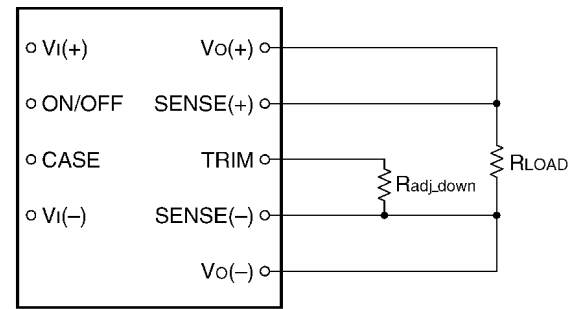 VI(+) VO(+)
ON/OFF SENSE(+)
CASE TRIM
VI(–) SENSE(–)
VO(–)
Radj_down
RLOAD